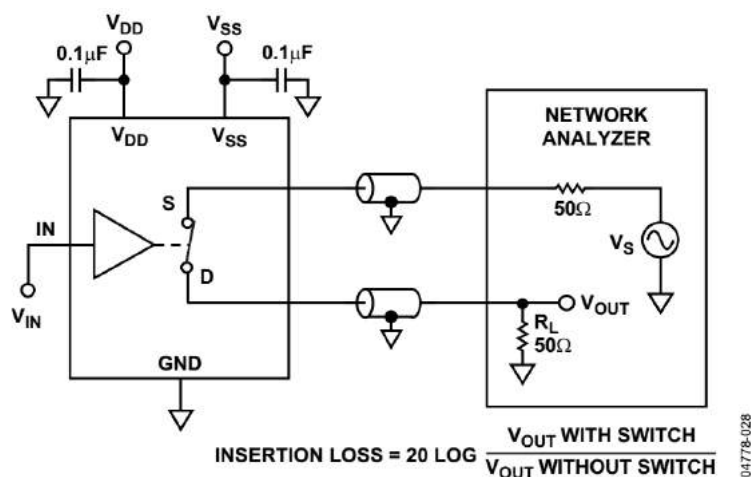 VDD
VSS
0.1µF
0.1µF
VDD
VSS
NETWORK
ANALYZER
S
50Ω
IN
VS
D
VOUT
VIN
RL
50Ω
GND
INSERTION LOSS = 20 LOG VOUT WITH SWITCH
VOUT WITHOUT SWITCH
04778-028